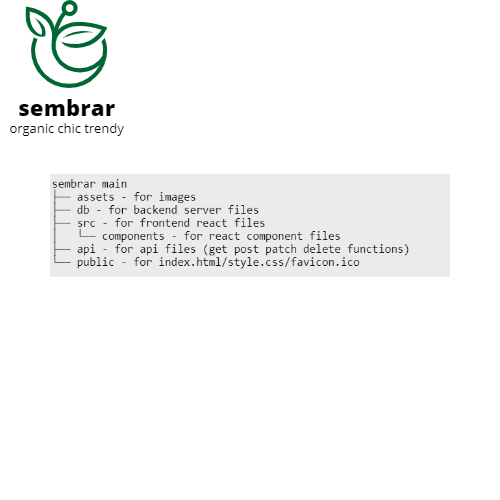 sembrar
organic chic trendy
sembrar main
├── assets - for images
├── db - for backend server files
├── src - for frontend react files
│   └── components - for react component files
├── api - for api files (get post patch delete functions)
└── public - for index.html/style.css/favicon.ico